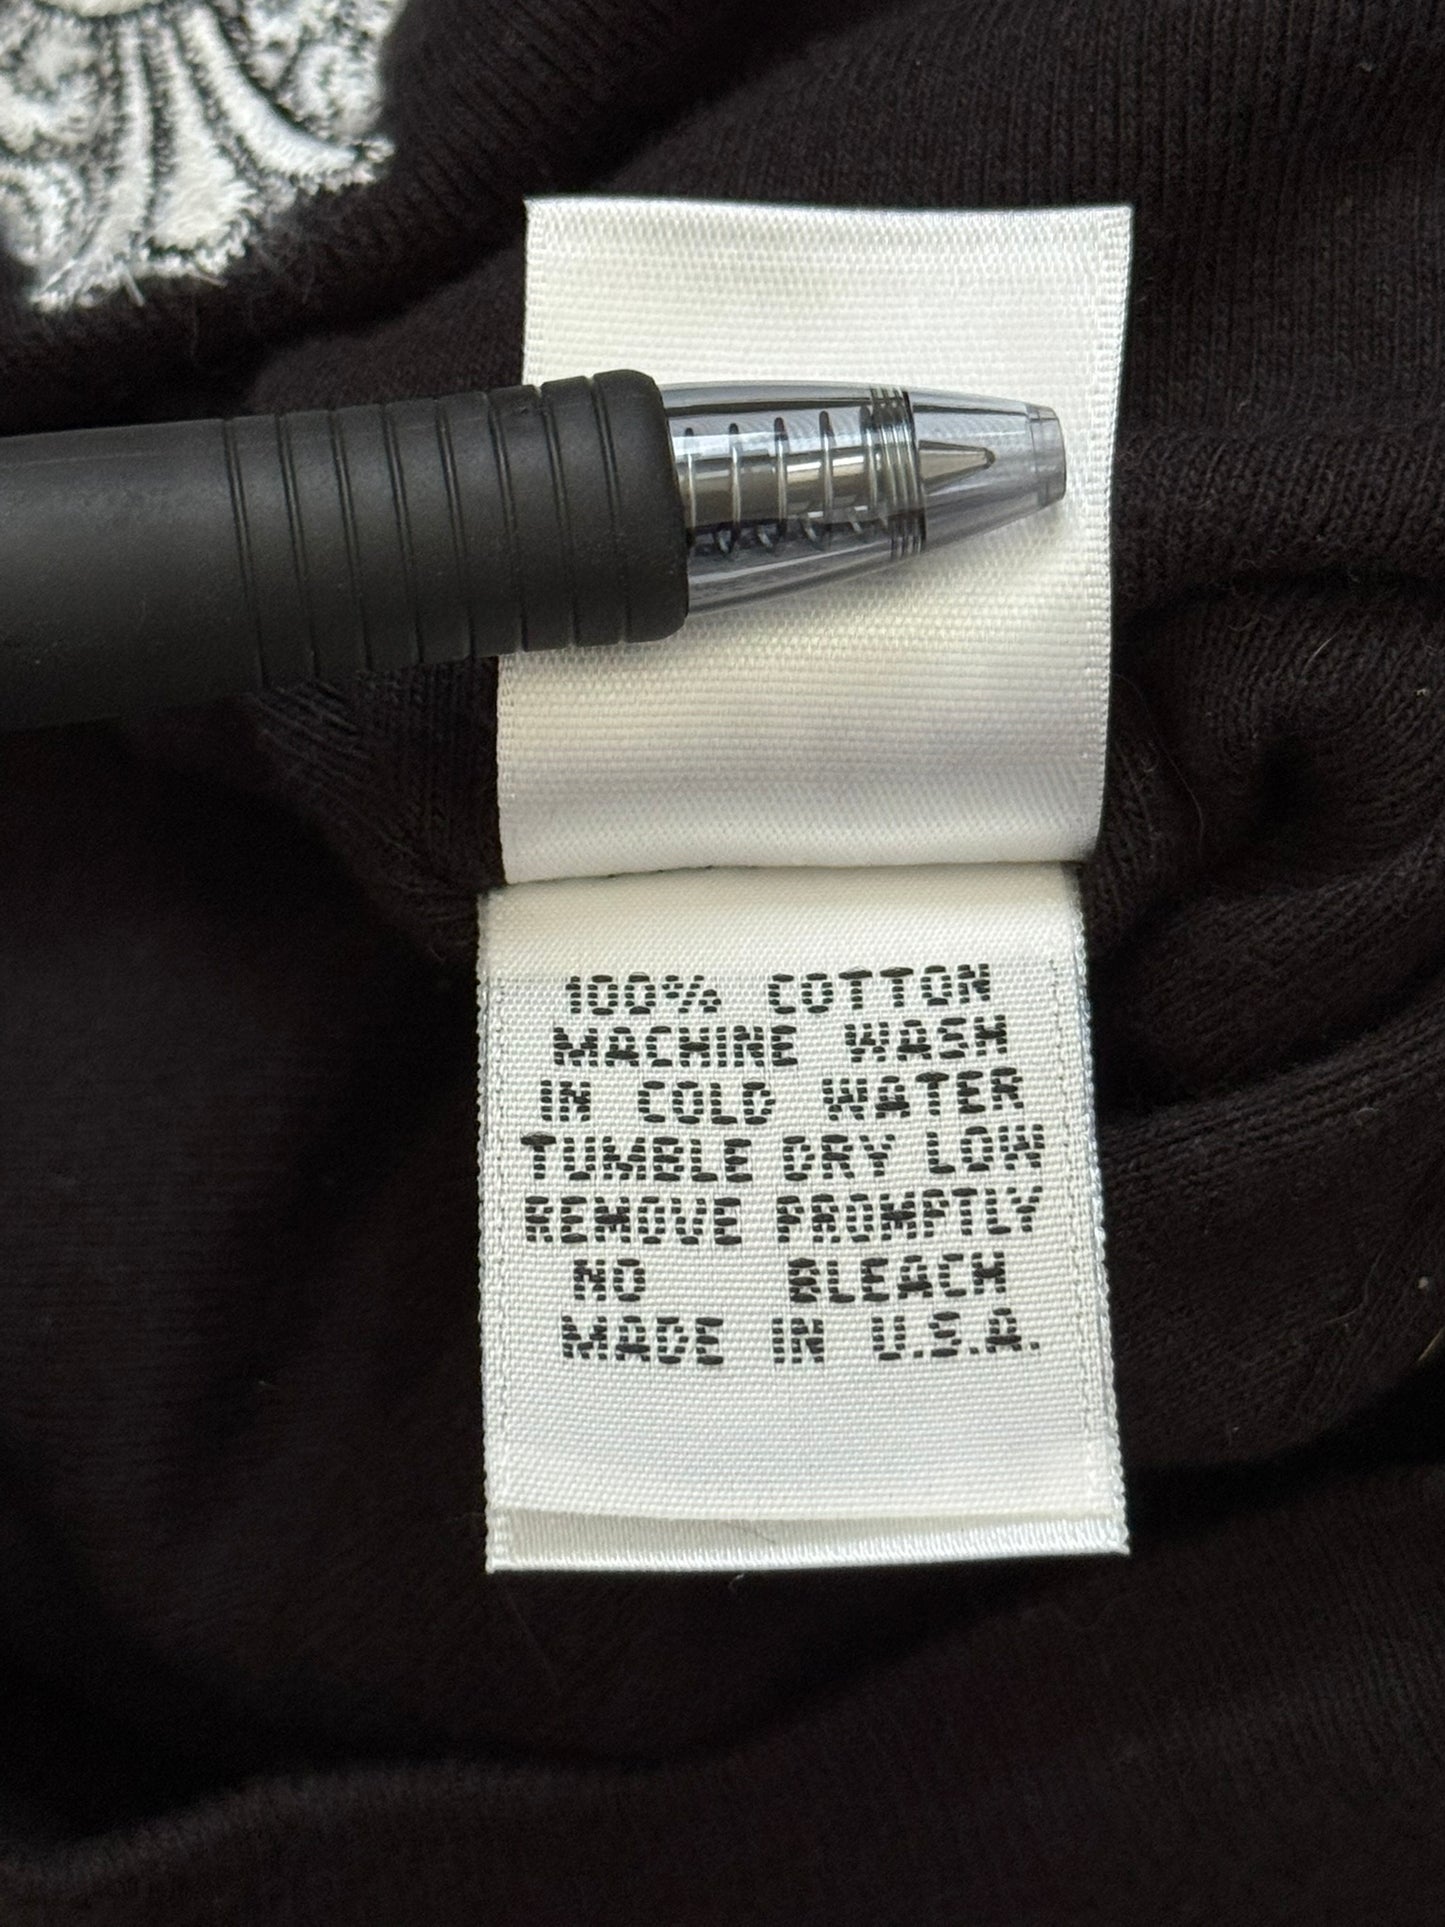 100% COTTON
MACHINE WASH
IN COLD WATER
TUMBLE DRY LOW
REMOVE PROMPTLY
NO BLEACH
MADE IN U.S.A.